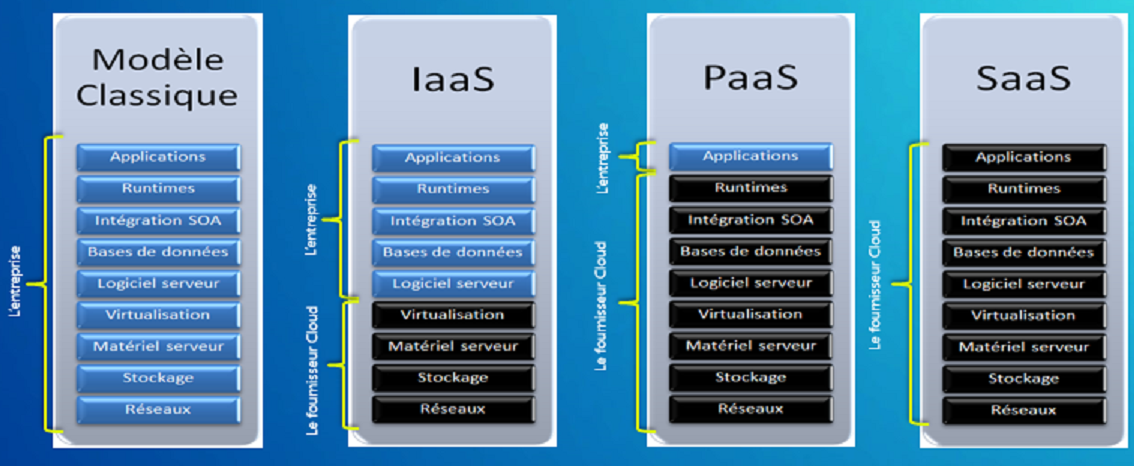 Modèle
Classique
L'entreprise
Applications
Runtimes
Intégration SOA
Bases de données
Logiciel serveur
Virtualisation
Matériel serveur
Stockage
Réseaux
IaaS
L'entreprise
Le fournisseur Cloud
Applications
Runtimes
Intégration SOA
Bases de données
Logiciel serveur
Virtualisation
Matériel serveur
Stockage
Réseaux
PaaS
L'entreprise
Le fournisseur Cloud
Applications
Runtimes
Intégration SOA
Bases de données
Logiciel serveur
Virtualisation
Matériel serveur
Stockage
Réseaux
SaaS
Le fournisseur Cloud
Applications
Runtimes
Intégration SOA
Bases de données
Logiciel serveur
Virtualisation
Matériel serveur
Stockage
Réseaux